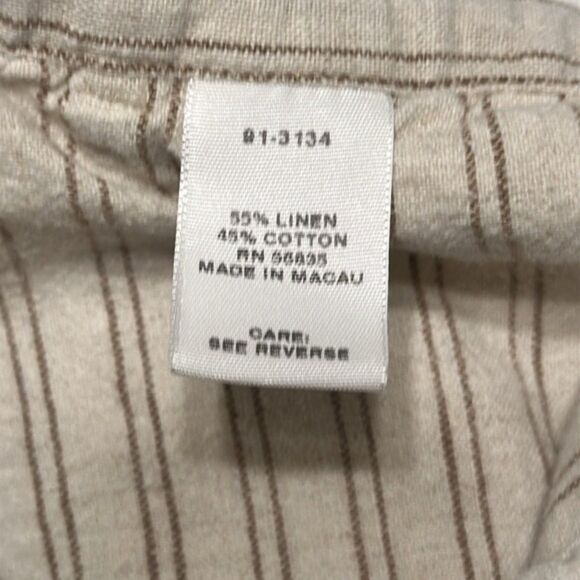 91-3134
55% LINEN
45% COTTON
RN 56835
MADE IN MACAU
CARE:
SEE REVERSE